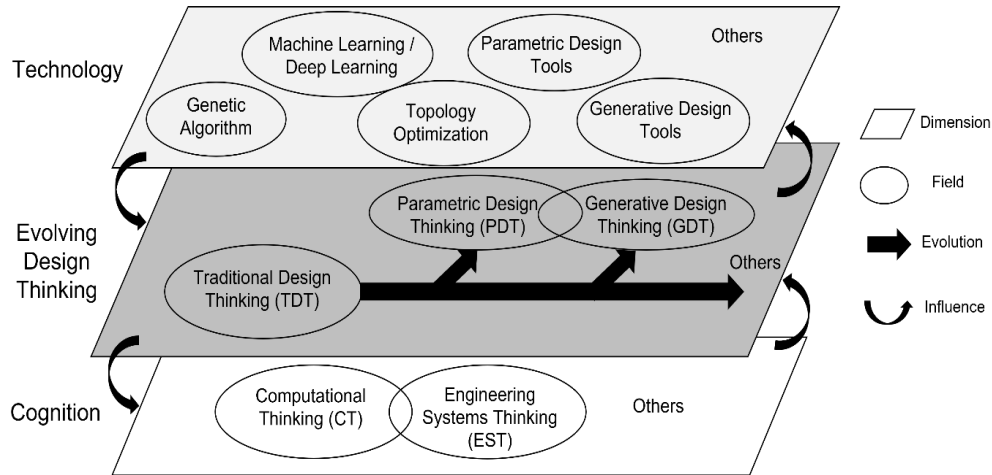 Technology
Machine Learning /
Deep Learning
Parametric Design
Tools
Others
Genetic
Algorithm
Topology
Optimization
Generative Design
Tools
Evolving
Design
Thinking
Parametric Design
Thinking (PDT)
Generative Design
Thinking (GDT)
Traditional Design
Thinking (TDT)
Others
Cognition
Computational
Thinking (CT)
Engineering
Systems Thinking
(EST)
Others
Dimension
Field
Evolution
Influence